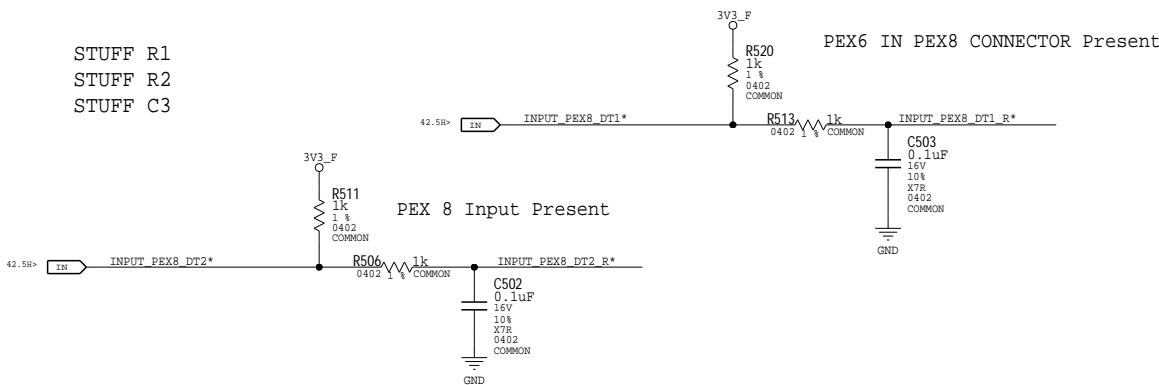 STUFF R1
STUFF R2
STUFF C3
3V3_F
PEX6 IN PEX8 CONNECTOR Present
R520
1k
1 %
0402
COMMON
42.5H>
IN
INPUT_PEX8_DT1*
R513
1k
0402
1 %
COMMON
INPUT_PEX8_DT1_R*
C503
0.1uF
16V
10%
X7R
0402
COMMON
GND
3V3_F
R511
1k
1 %
0402
COMMON
PEX 8 Input Present
42.5H>
IN
INPUT_PEX8_DT2*
R506
1k
0402
1 %
COMMON
INPUT_PEX8_DT2_R*
C502
0.1uF
16V
10%
X7R
0402
COMMON
GND